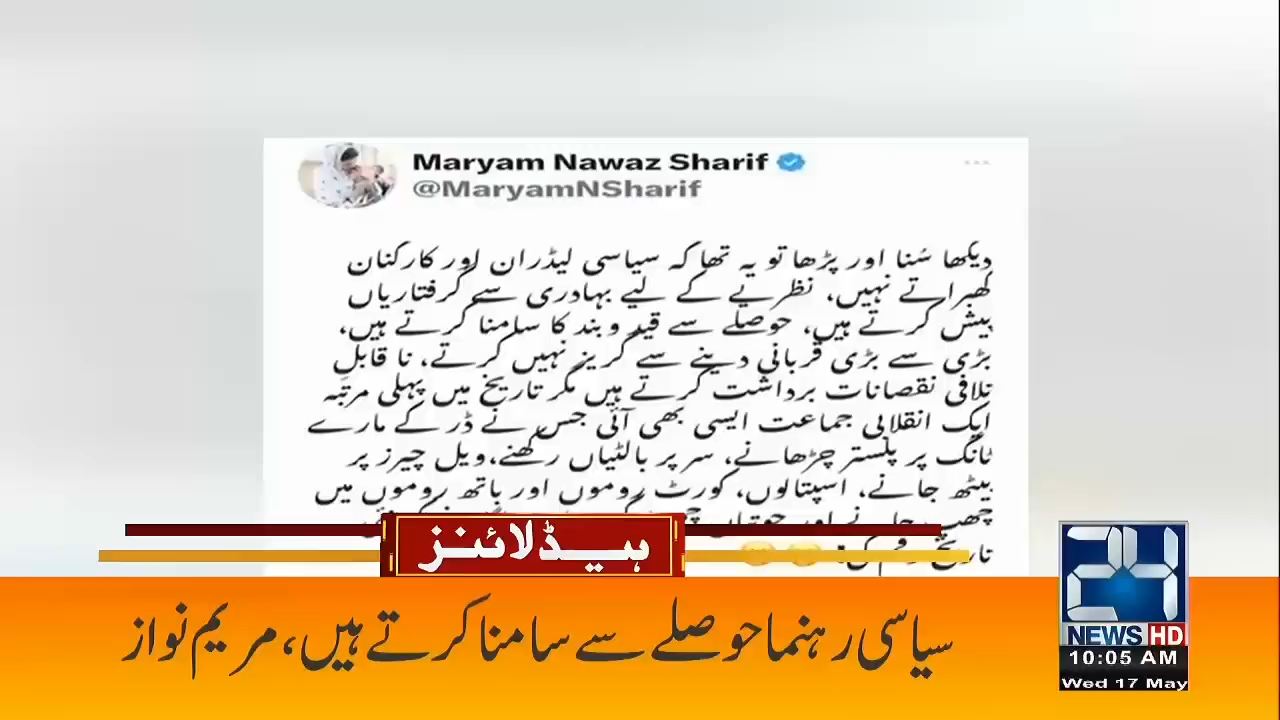 Maryam Nawaz Sharif
@MaryamNSharif
دیکھا سُنا اور پڑھا تو یہ تھا کہ سیاسی لیڈران اور کارکنان
گھبراتے نہیں، نظریے کے لیے بہادری سے گرفتاریاں
پیش کرتے ہیں، حوصلے سے قید و بند کا سامنا کرتے ہیں،
بڑی سے بڑی قربانی دینے سے گریز نہیں کرتے، نا قابلِ
تلافی نقصانات برداشت کرتے ہیں مگر تاریخ میں پہلی مرتبہ
ایک انقلابی جماعت ایسی بھی آئی جس نے ڈر کے مارے
ٹانگ پر پلستر چڑھانے، سر پر بالٹیاں رکھنے، ویل چیرز پر
بیٹھ جانے، اسپتالوں، کورٹ روموں اور باتھ روموں میں
تاریخ
ہیڈلائنز
سیاسی رہنما حوصلے سے سامنا کرتے ہیں، مریم نواز
24
NEWS HD
10:05 AM
Wed 17 May